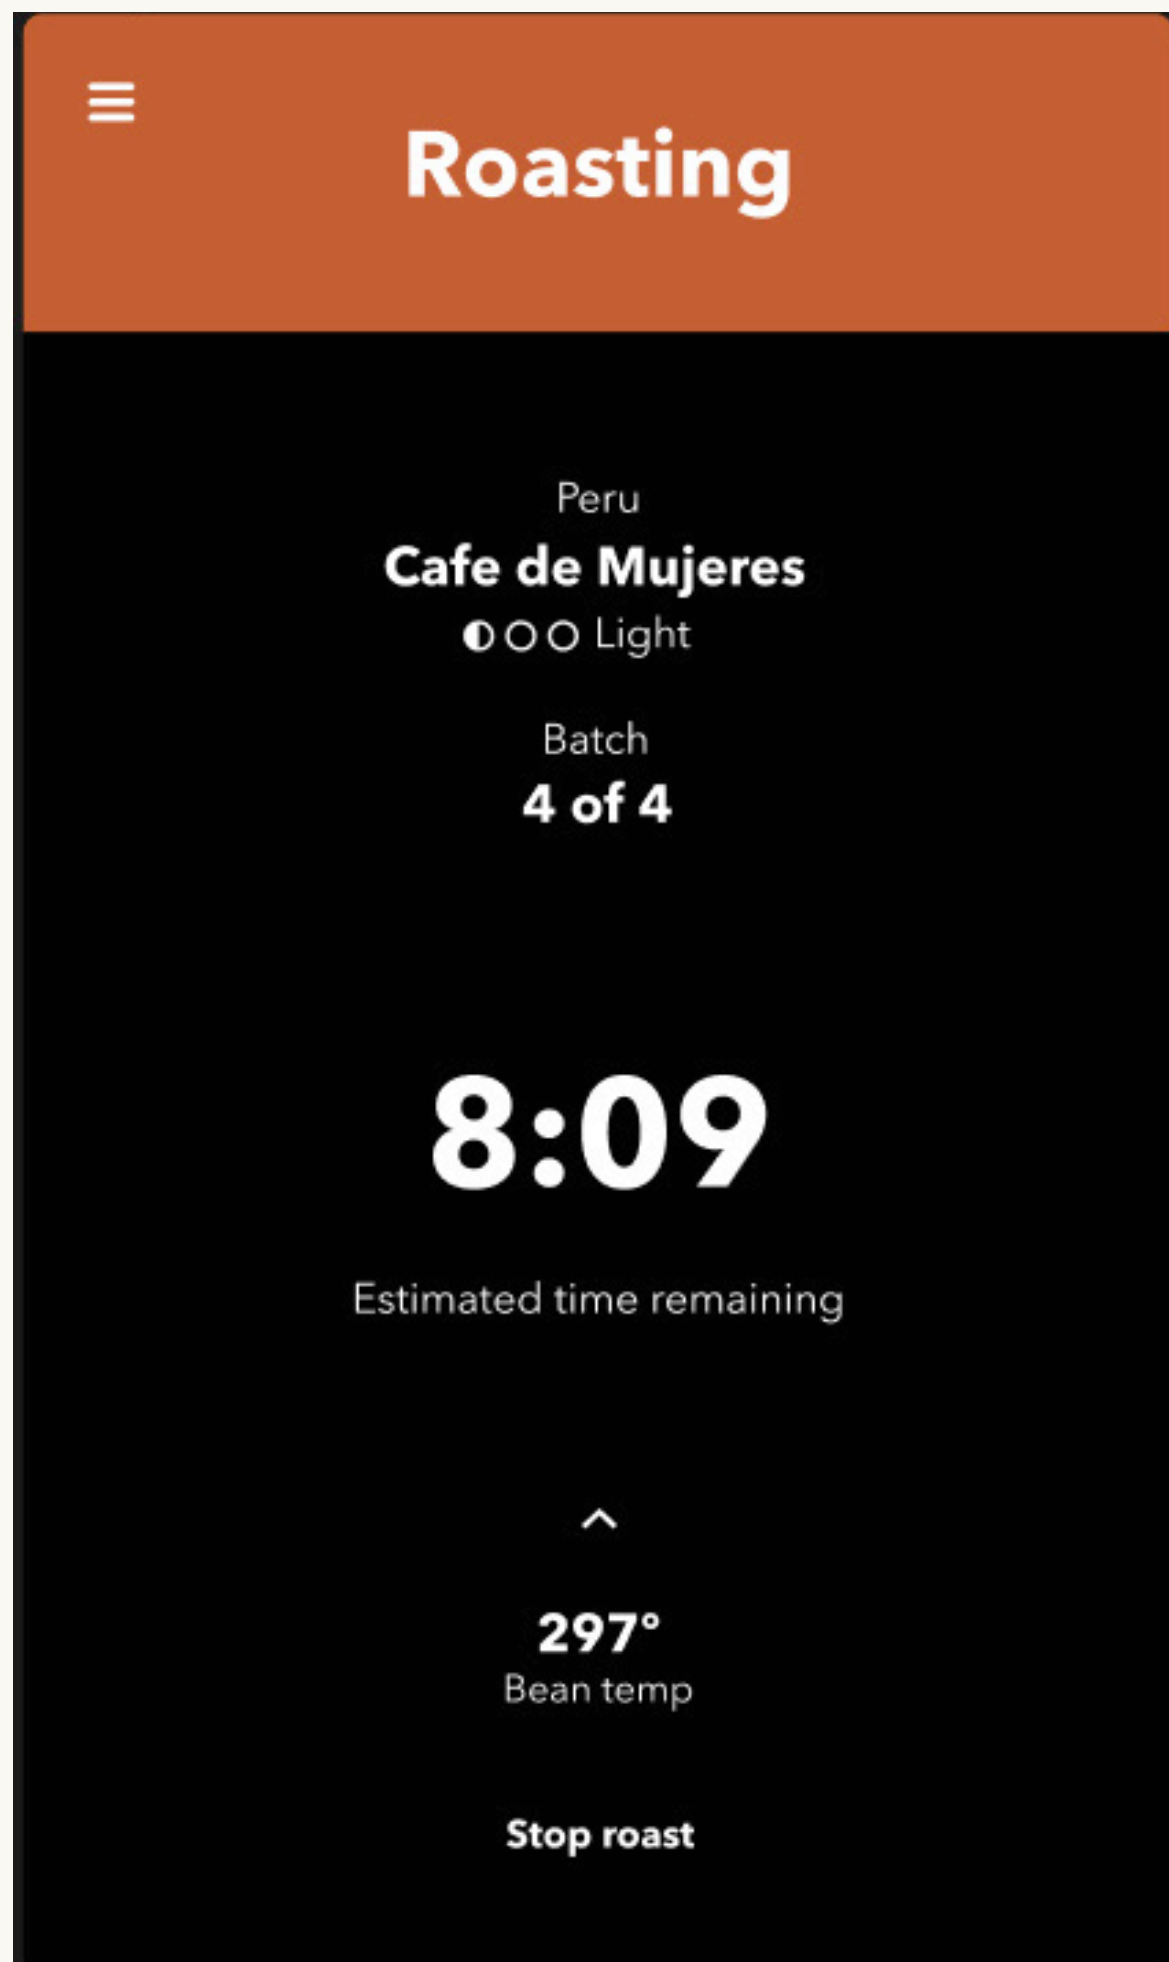 Roasting
Peru
Cafe de Mujeres
Light
Batch
4 of 4
8:09
Estimated time remaining
297°
Bean temp
Stop roast